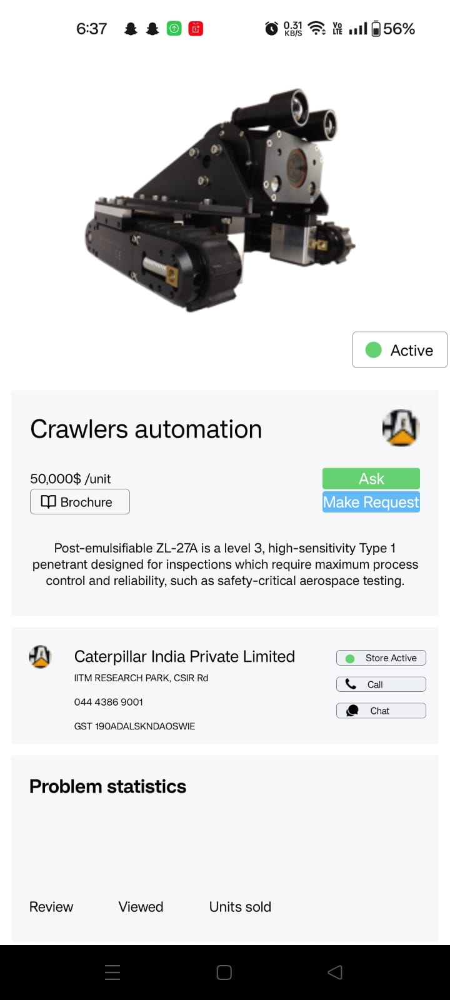 6:37
0.31
KB/S
Vo
LTE
56%
Active
Crawlers automation
50,000$ /unit
Ask
Brochure
Make Request
Post-emulsifiable ZL-27A is a level 3, high-sensitivity Type 1
penetrant designed for inspections which require maximum process
control and reliability, such as safety-critical aerospace testing.
Caterpillar India Private Limited
Store Active
IITM RESEARCH PARK, CSIR Rd
Call
044 4386 9001
Chat
GST 190ADALSKNDAOSWIE
Problem statistics
Review
Viewed
Units sold